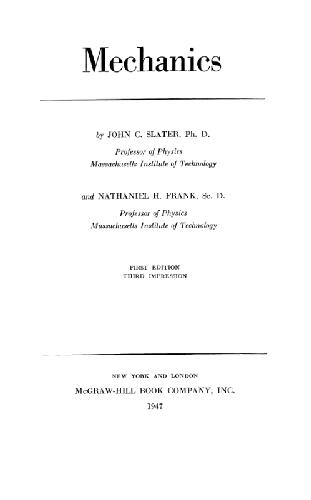 Mechanics
by JOHN C. SLATER, Ph. D.
Professor of Physics
Massachusetts Institute of Technology
and NATHANIEL H. FRANK, Sc. D.
Professor of Physics
Massachusetts Institute of Technology
FIRST EDITION
THIRD IMPRESSION
NEW YORK AND LONDON
McGRAW-HILL BOOK COMPANY, INC.
1947